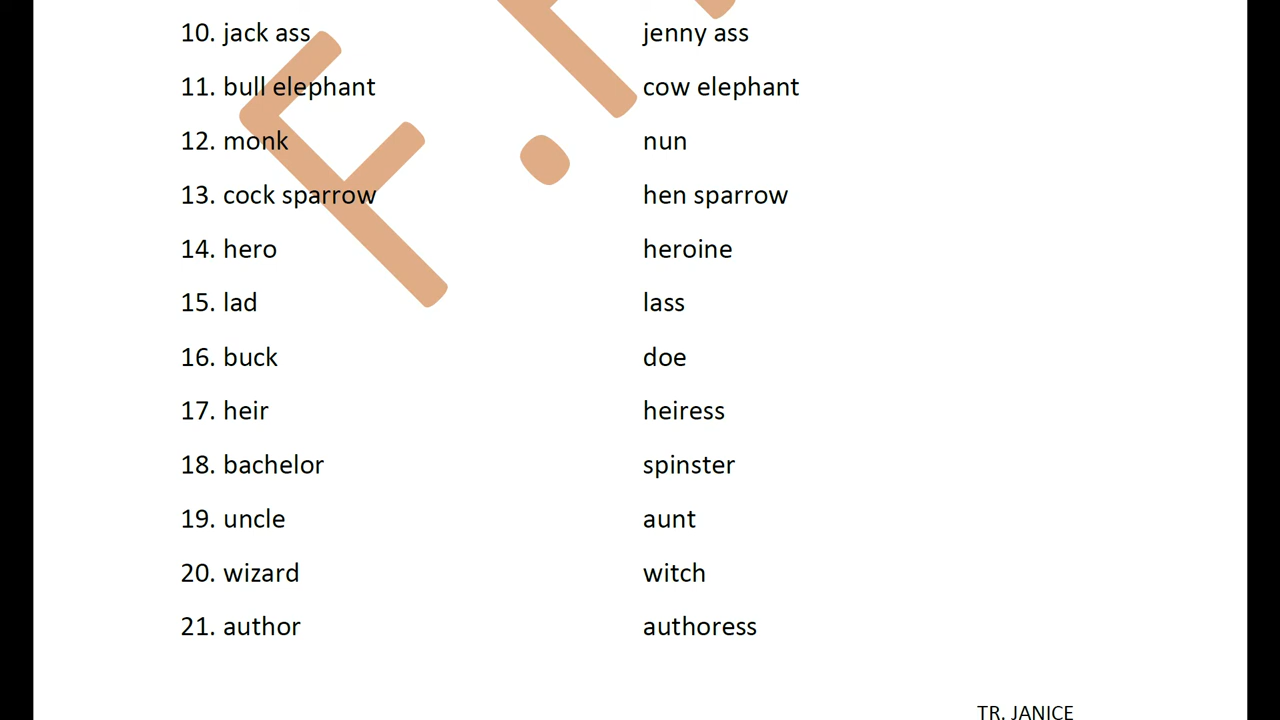 10. jack ass jenny ass
11. bull elephant cow elephant
12. monk nun
13. cock sparrow hen sparrow
14. hero heroine
15. lad lass
16. buck doe
17. heir heiress
18. bachelor spinster
19. uncle aunt
20. wizard witch
21. author authoress
TR. JANICE